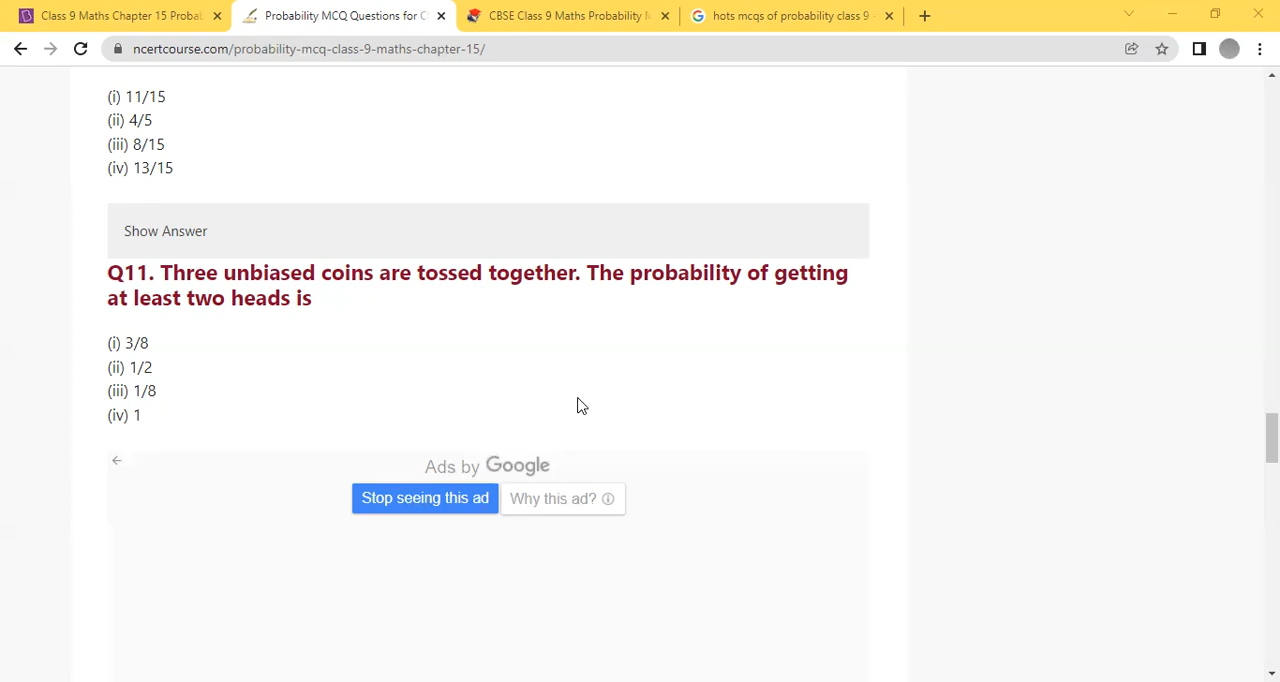 Class 9 Maths Chapter 15 Proba
Probability MCQ Questions for C
CBSE Class 9 Maths Probability
hots mcqs of probability class 9
ncertcourse.com/probability-mcq-class-9-maths-chapter-15/
(i) 11/15
(ii) 4/5
(iii) 8/15
(iv) 13/15
Show Answer
Q11. Three unbiased coins are tossed together. The probability of getting
at least two heads is
(i) 3/8
(ii) 1/2
(iii) 1/8
(iv) 1
Ads by Google
Stop seeing this ad
Why this ad?